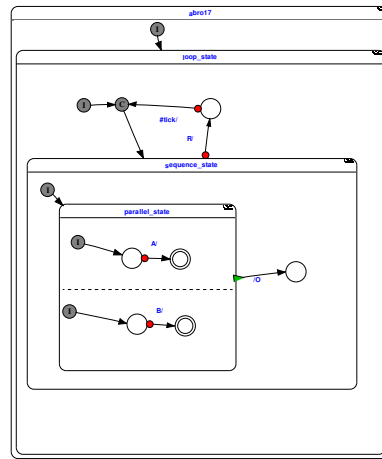 abro17
I
loop_state
I
C
#tick/
R/
sequence_state
I
parallel_state
I
A/
/O
I
B/